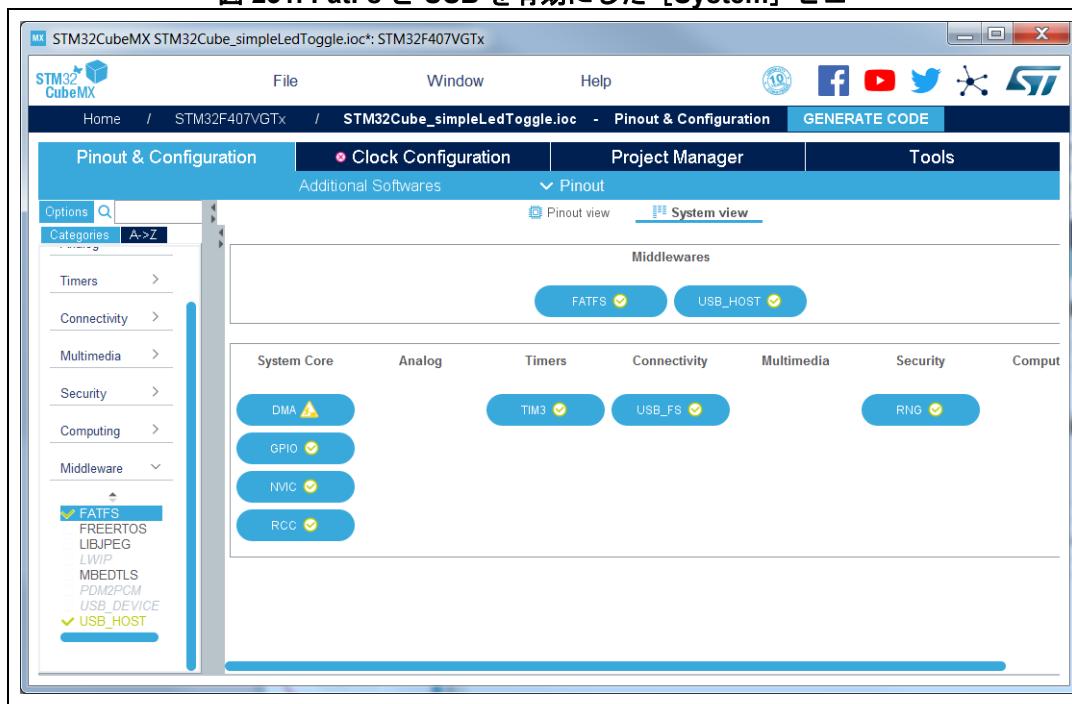 STM32CubeMX STM32Cube_simpleLedToggle.ioc*: STM32F407VGTx
STM32
CubeMX
File Window Help
10
Home / STM32F407VGTx / STM32Cube_simpleLedToggle.ioc - Pinout & Configuration GENERATE CODE
Pinout & Configuration Clock Configuration Project Manager Tools
Additional Softwares Pinout
Options
Pinout view System view
Categories A->Z
Middlewares
Timers
FATFS USB_HOST
Connectivity
Multimedia
System Core Analog Timers Connectivity Multimedia Security Comput
Security
DMA TIM3 USB_FS RNG
Computing
GPIO
Middleware
NVIC
RCC
FATFS
FREERTOS
LIBJPEG
LWIP
MBEDTLS
PDM2PCM
USB_DEVICE
USB_HOST